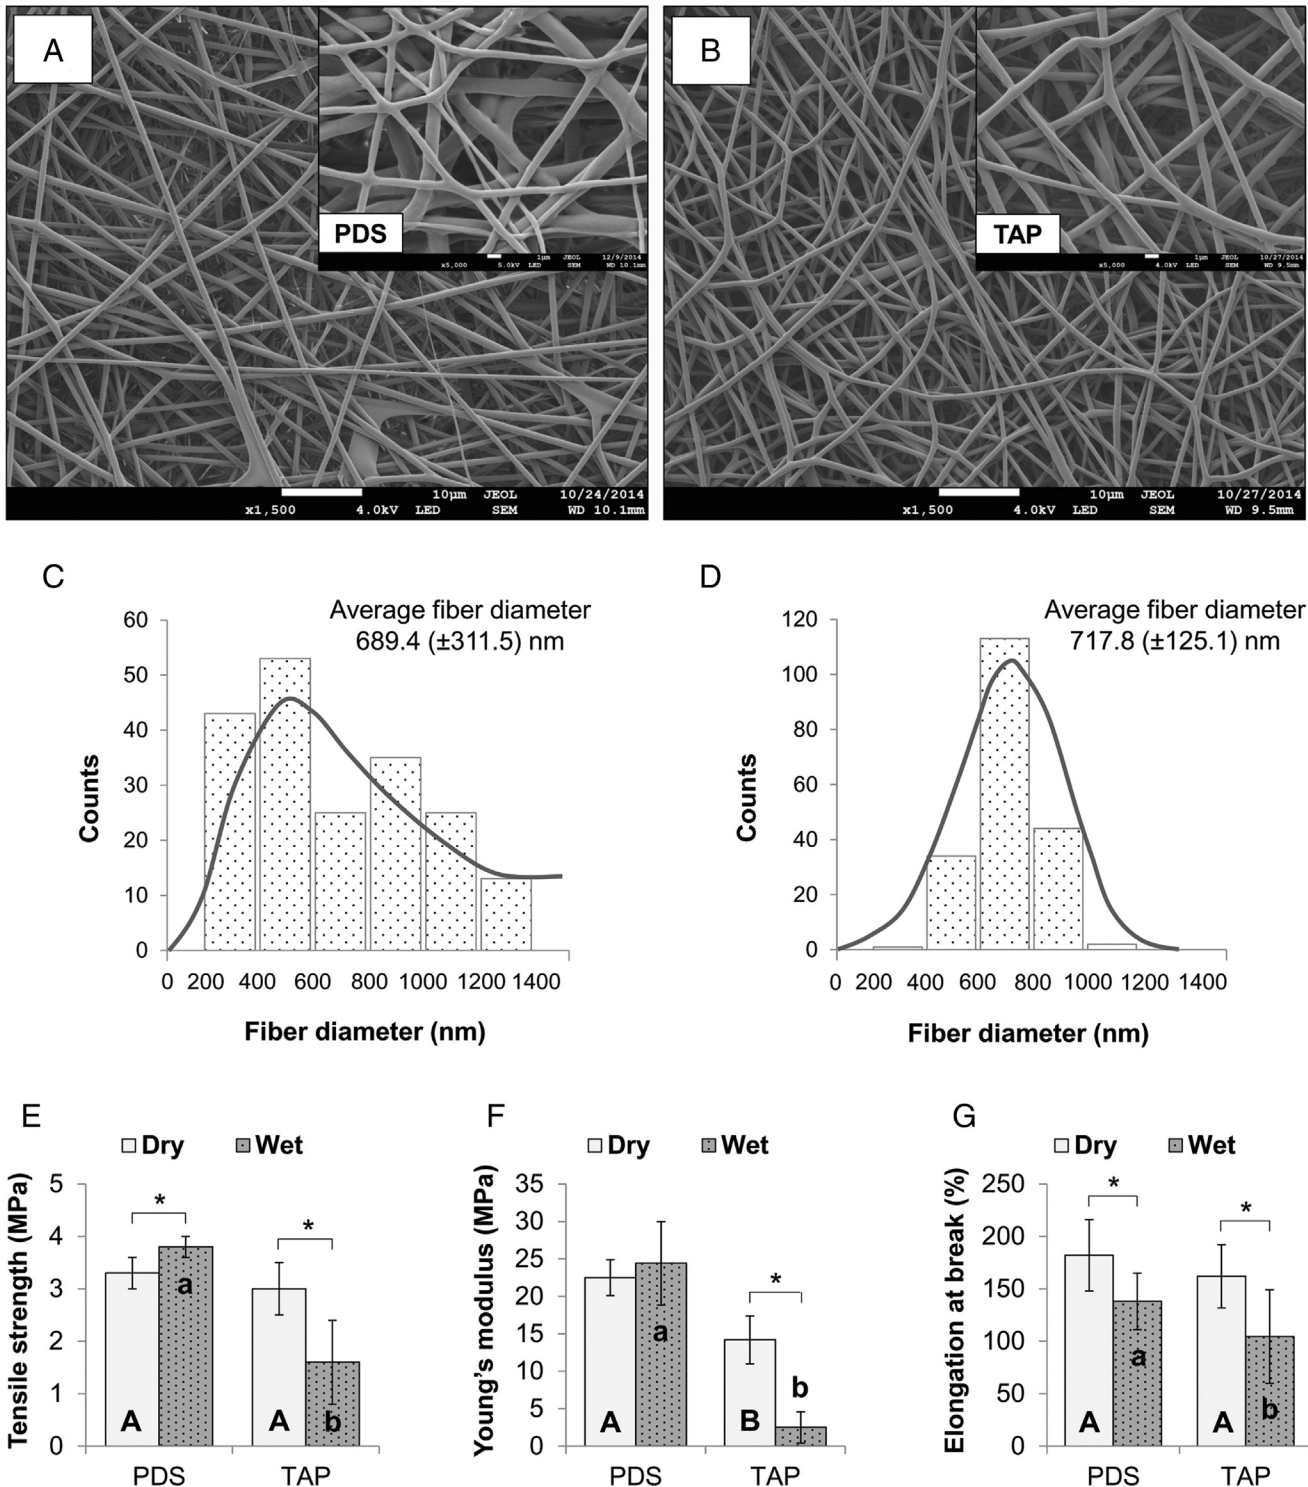 A
PDS
1μm JEOL 12/9/2014
x5,000 5.0kV LED SEM WD 10.1mm
10μm JEOL 10/24/2014
x1,500 4.0kV LED SEM WD 10.1mm
B
TAP
1μm JEOL 10/27/2014
x5,000 4.0kV LED SEM WD 9.5mm
10μm JEOL 10/27/2014
x1,500 4.0kV LED SEM WD 9.5mm
C
Average fiber diameter
689.4 (±311.5) nm
Counts
60
50
40
30
20
10
0
0 200 400 600 800 1000 1200 1400
Fiber diameter (nm)
D
Average fiber diameter
717.8 (±125.1) nm
Counts
120
100
80
60
40
20
0
0 200 400 600 800 1000 1200 1400
Fiber diameter (nm)
E
Dry Wet
Tensile strength (MPa)
5
4
3
2
1
0
* *
A a A b
PDS TAP
F
Dry Wet
Young's modulus (MPa)
35
30
25
20
15
10
5
0
*
A a B b
PDS TAP
G
Dry Wet
Elongation at break (%)
250
200
150
100
50
0
* *
A a A b
PDS TAP